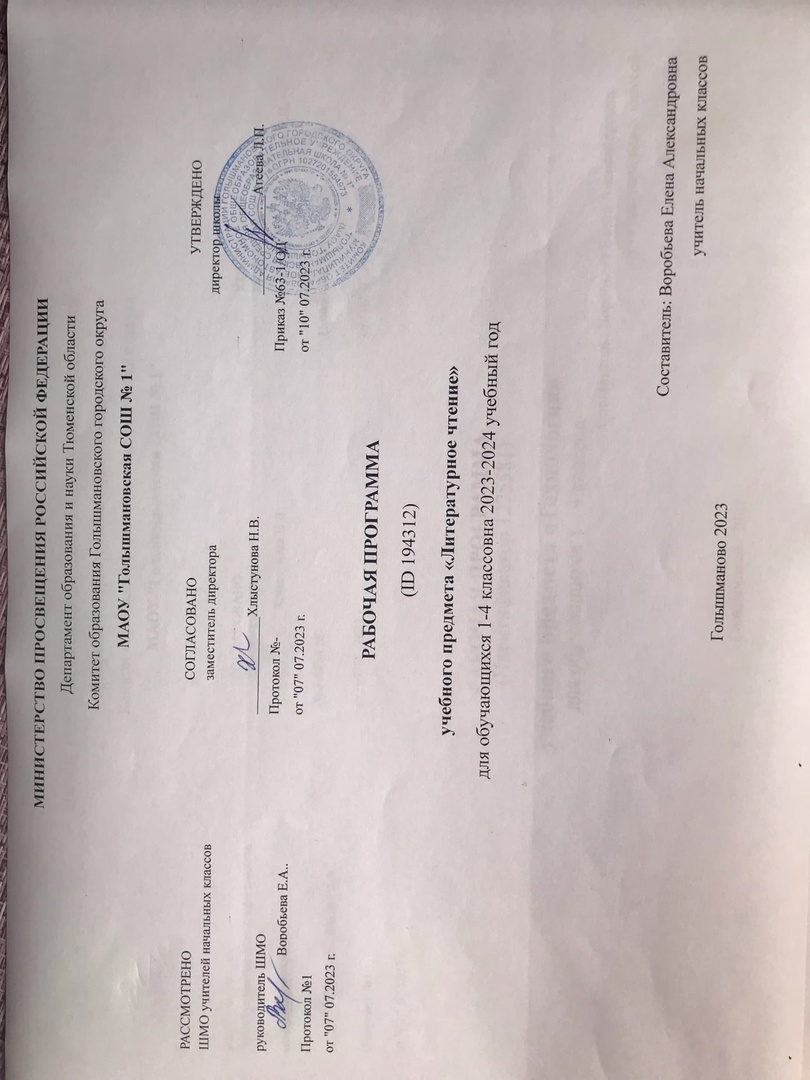 МИНИСТЕРСТВО ПРОСВЕЩЕНИЯ РОССИЙСКОЙ ФЕДЕРАЦИИ
Департамент образования и науки Тюменской области
Комитет образования Голышмановского городского округа
МАОУ "Голышмановская СОШ № 1"
РАССМОТРЕНО
ШМО учителей начальных классов
руководитель ШМО
Воробьева Е.А..
Протокол №1
от "07" 07.2023 г.
СОГЛАСОВАНО
заместитель директора
Хлыстунова Н.В.
Протокол №-
от "07" 07.2023 г.
УТВЕРЖДЕНО
директор школы
Агеева Л.П.
Приказ №63-1/ОД
от "10" 07.2023 г.
РАБОЧАЯ ПРОГРАММА
(ID 194312)
учебного предмета «Литературное чтение»
для обучающихся 1-4 классовна 2023-2024 учебный год
Составитель: Воробьева Елена Александровна
учитель начальных классов
Голышманово 2023